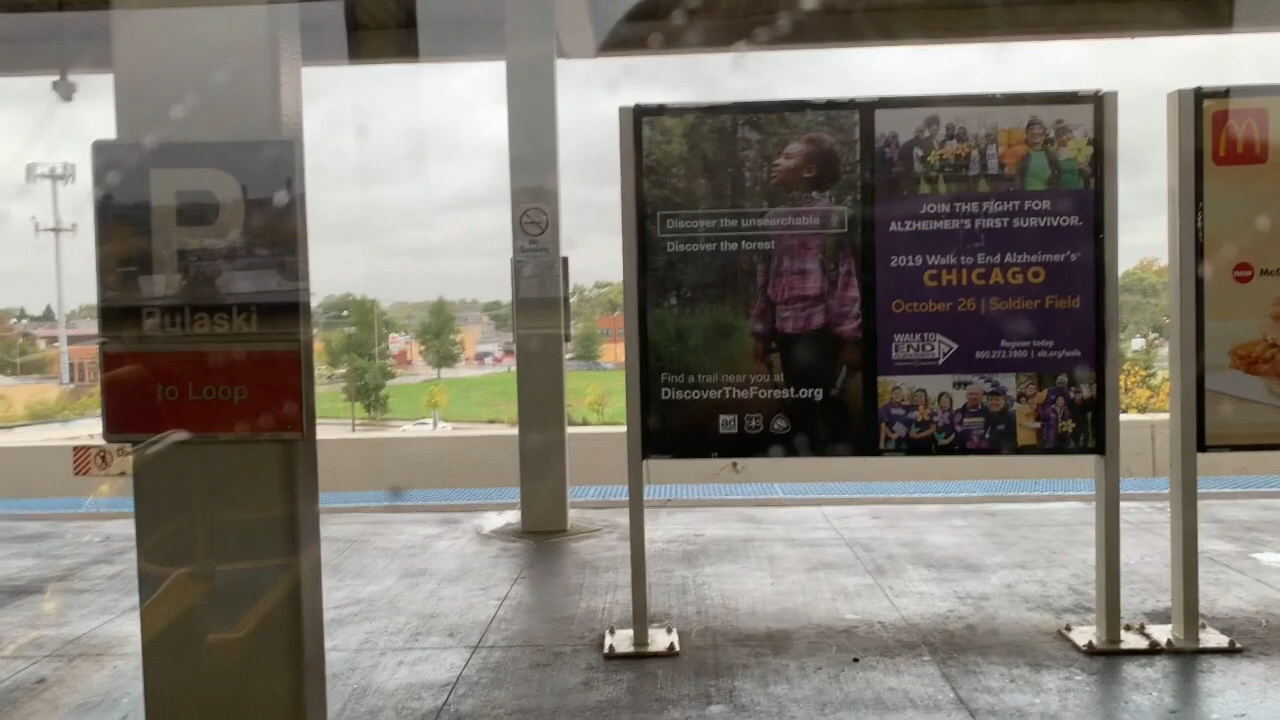 P
Pulaski
to Loop
No
Smoking
Discover the unsearchable
Discover the forest
Find a trail near you at
DiscoverTheForest.org
ad
JOIN THE FIGHT FOR
ALZHEIMER'S FIRST SURVIVOR.
2019 Walk to End Alzheimer's
CHICAGO
October 26 | Soldier Field
WALK TO
END
Register today.
800.272.3900 | alz.org/walk
new